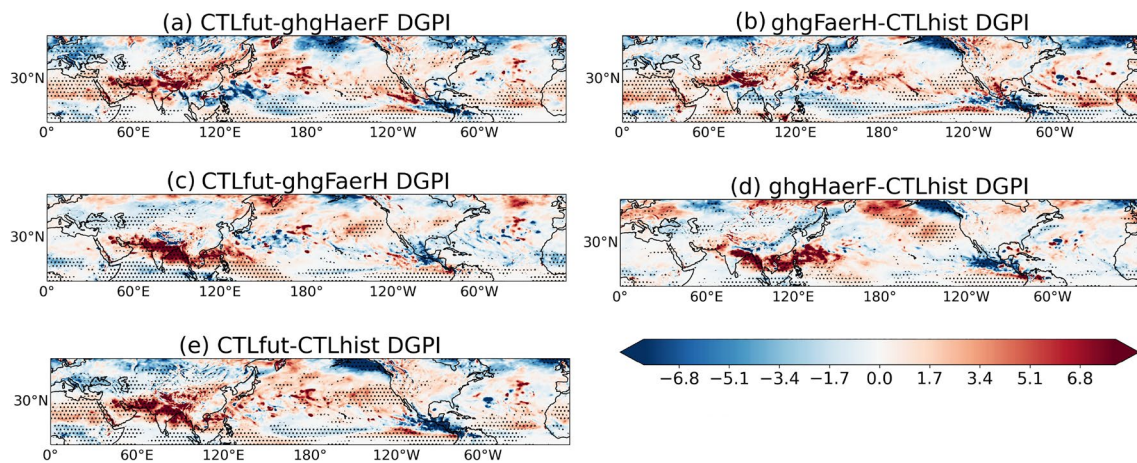 (a) CTLfut-ghgHaerF DGPI
30°N
0° 60°E 120°E 180° 120°W 60°W
(b) ghgFaerH-CTLhist DGPI
30°N
0° 60°E 120°E 180° 120°W 60°W
(c) CTLfut-ghgFaerH DGPI
30°N
0° 60°E 120°E 180° 120°W 60°W
(d) ghgHaerF-CTLhist DGPI
30°N
0° 60°E 120°E 180° 120°W 60°W
(e) CTLfut-CTLhist DGPI
30°N
0° 60°E 120°E 180° 120°W 60°W
−6.8 −5.1 −3.4 −1.7 0.0 1.7 3.4 5.1 6.8